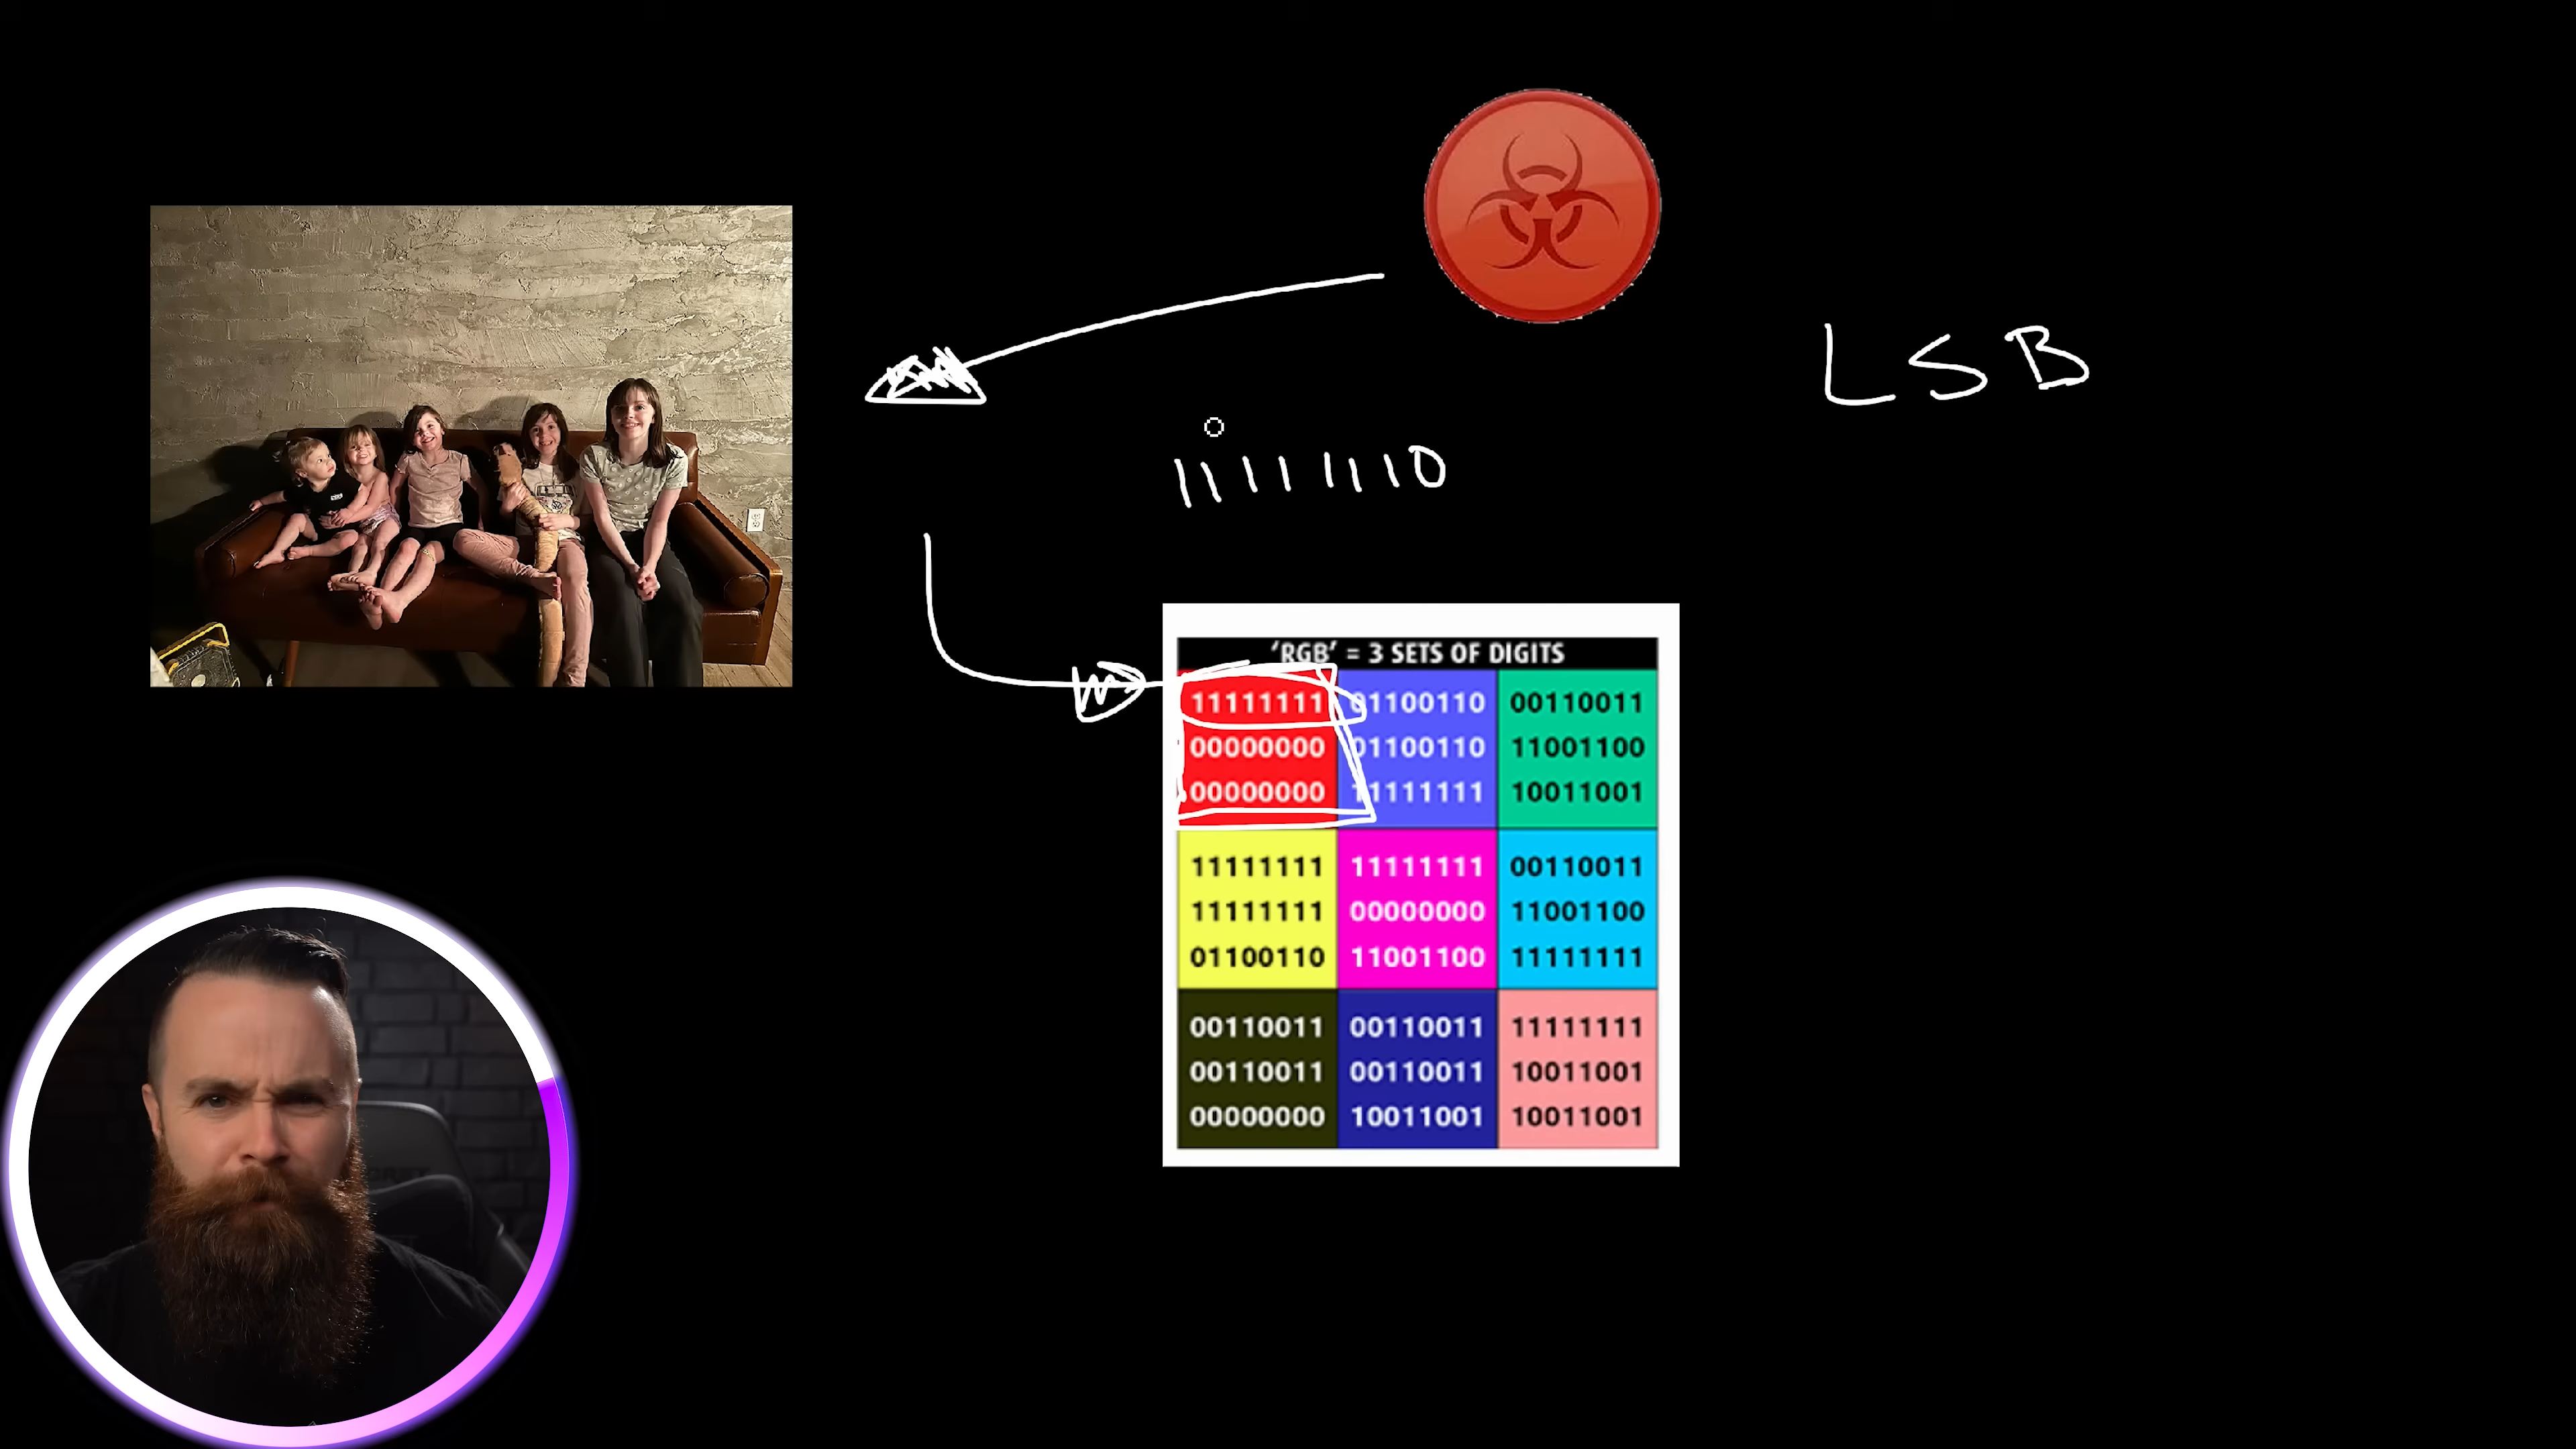 LSB
11111110
'RGB' = 3 SETS OF DIGITS
11111111 01100110 00110011
00000000 01100110 11001100
00000000 11111111 10011001
11111111 11111111 00110011
11111111 00000000 11001100
01100110 11001100 11111111
00110011 00110011 11111111
00110011 00110011 10011001
00000000 10011001 10011001